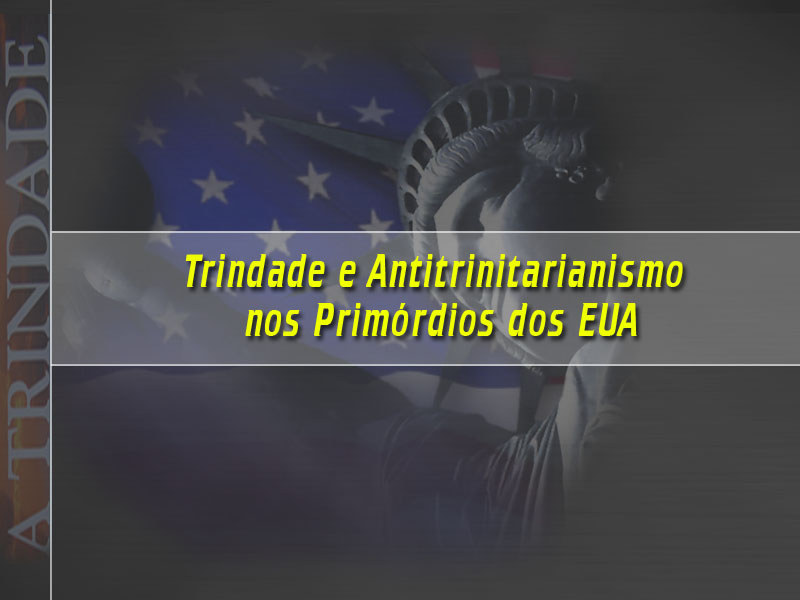 A TRINDADE
Trindade e Antitrinitarianismo
nos Primórdios dos EUA